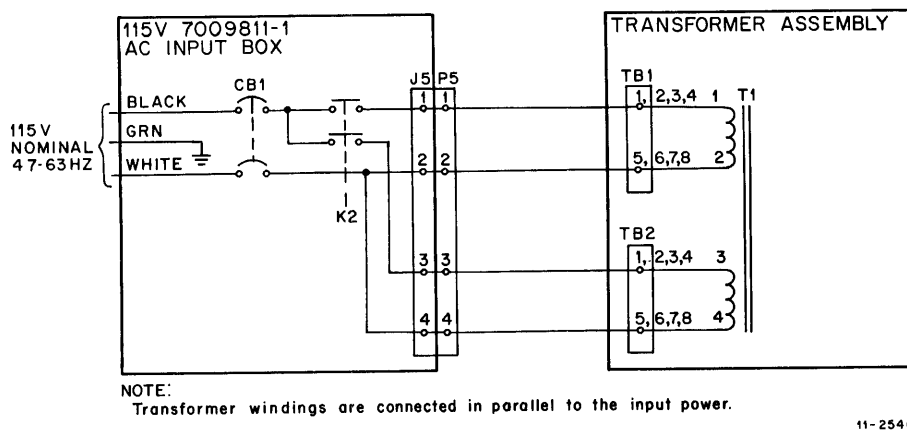 115V 7009811-1
AC INPUT BOX
TRANSFORMER ASSEMBLY
CB1
J5 P5
TB1
BLACK
1 1
1, 2,3,4 1 T1
115V
NOMINAL
47-63HZ
GRN
WHITE
2 2
5, 6,7,8 2
K2
TB2
3 3
1, 2,3,4 3
4 4
5, 6,7,8 4
NOTE:
Transformer windings are connected in parallel to the input power.